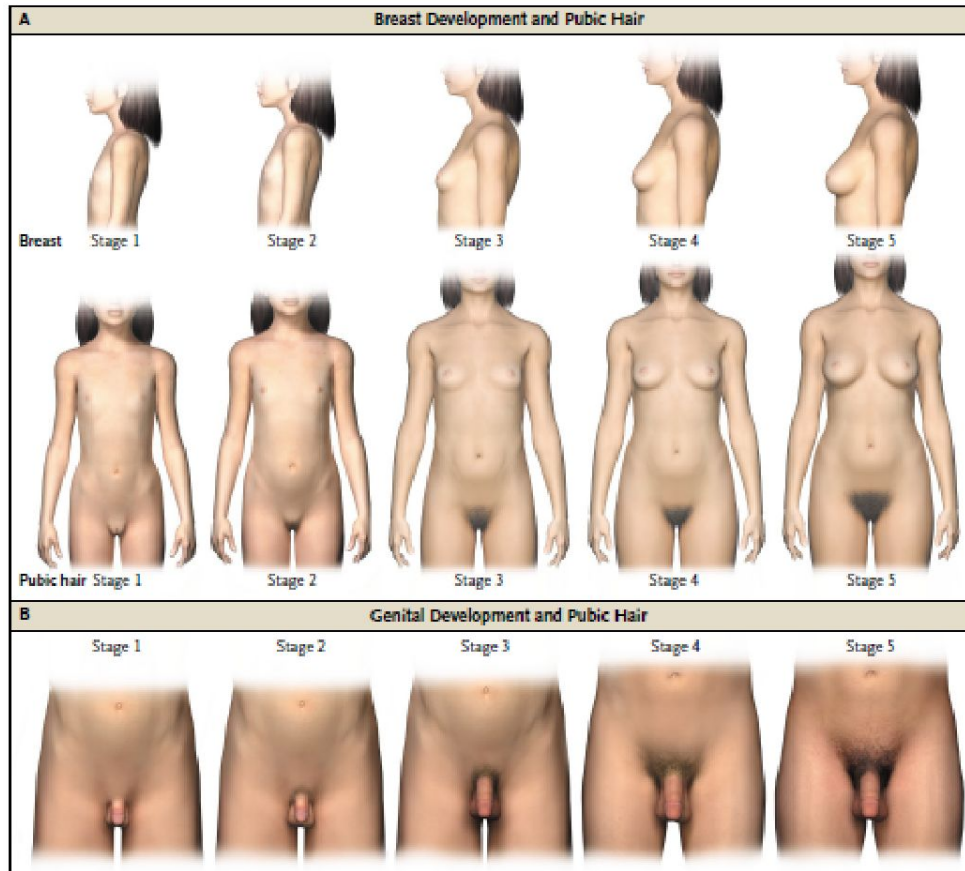 A Breast Development and Pubic Hair
Breast Stage 1 Stage 2 Stage 3 Stage 4 Stage 5
Pubic hair Stage 1 Stage 2 Stage 3 Stage 4 Stage 5
B Genital Development and Pubic Hair
Stage 1 Stage 2 Stage 3 Stage 4 Stage 5